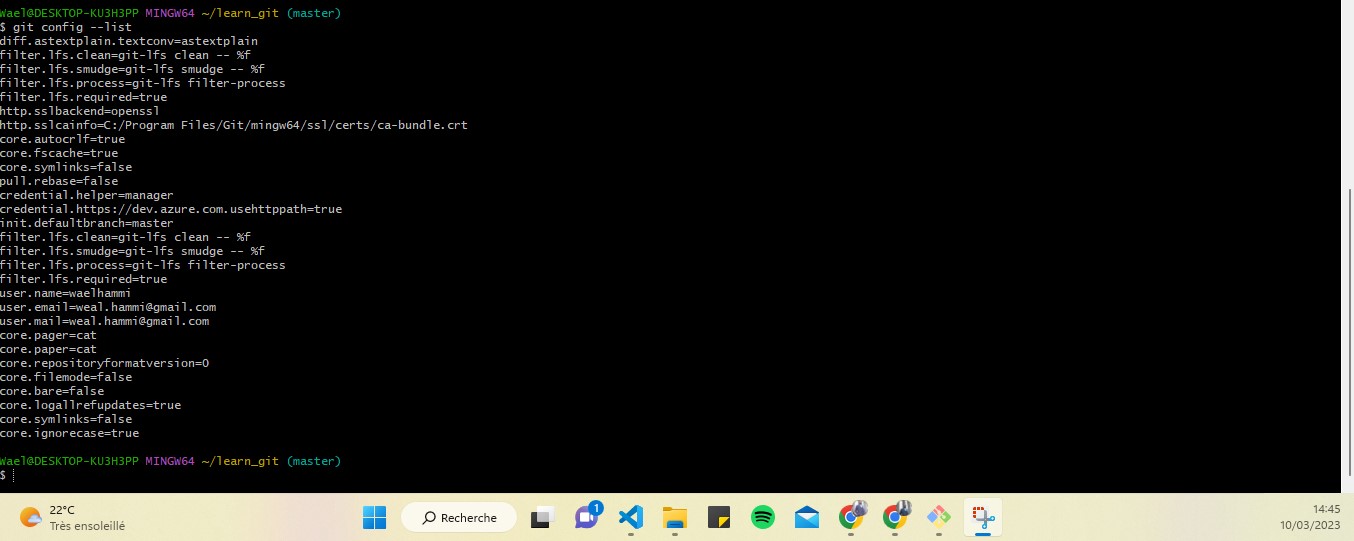 Wael@DESKTOP-KU3H3PP MINGW64 ~/learn_git (master)
$ git config --list
diff.astextplain.textconv=astextplain
filter.lfs.clean=git-lfs clean -- %f
filter.lfs.smudge=git-lfs smudge -- %f
filter.lfs.process=git-lfs filter-process
filter.lfs.required=true
http.sslbackend=openssl
http.sslcainfo=C:/Program Files/Git/mingw64/ssl/certs/ca-bundle.crt
core.autocrlf=true
core.fscache=true
core.symlinks=false
pull.rebase=false
credential.helper=manager
credential.https://dev.azure.com.usehttppath=true
init.defaultbranch=master
filter.lfs.clean=git-lfs clean -- %f
filter.lfs.smudge=git-lfs smudge -- %f
filter.lfs.process=git-lfs filter-process
filter.lfs.required=true
user.name=waelhammi
user.email=weal.hammi@gmail.com
user.mail=weal.hammi@gmail.com
core.pager=cat
core.paper=cat
core.repositoryformatversion=0
core.filemode=false
core.bare=false
core.logallrefupdates=true
core.symlinks=false
core.ignorecase=true
Wael@DESKTOP-KU3H3PP MINGW64 ~/learn_git (master)
$
22°C
Très ensoleillé
Recherche
1
14:45
10/03/2023